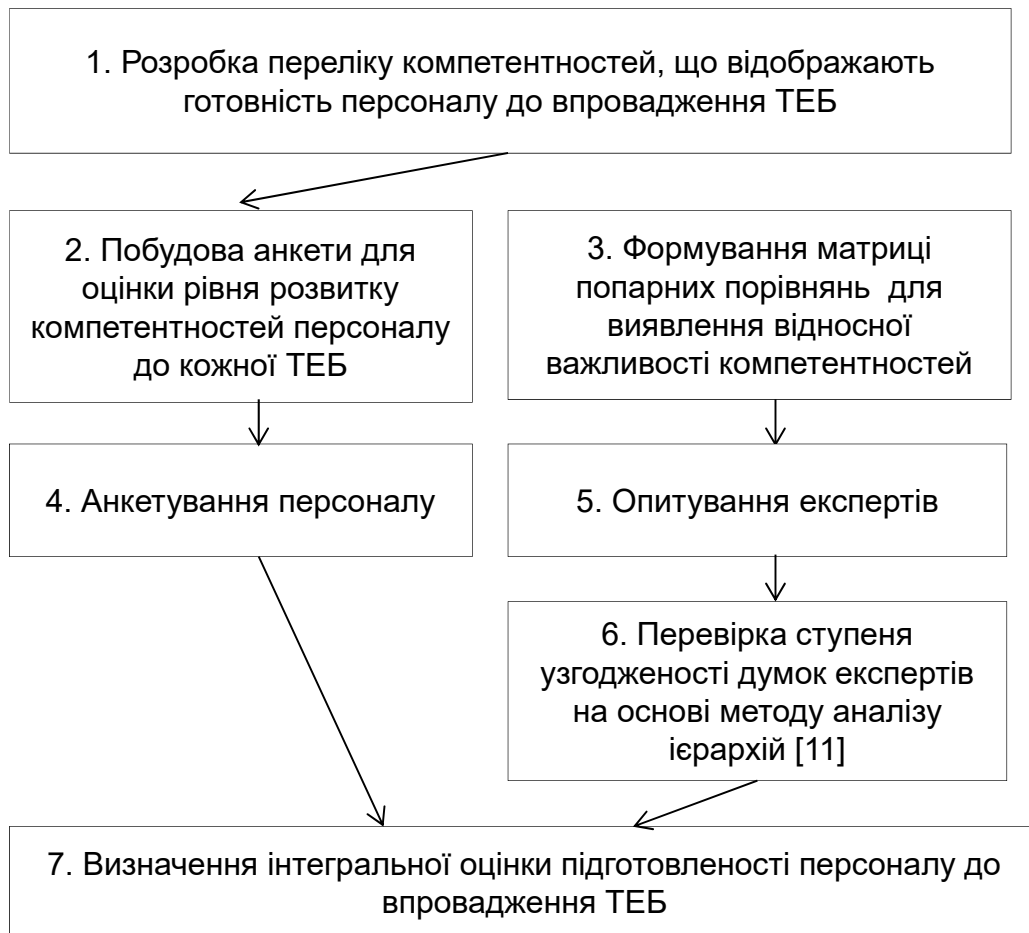 1. Розробка переліку компетентностей, що відображають
готовність персоналу до впровадження ТЕБ
2. Побудова анкети для
оцінки рівня розвитку
компетентностей персоналу
до кожної ТЕБ
3. Формування матриці
попарних порівнянь для
виявлення відносної
важливості компетентностей
4. Анкетування персоналу
5. Опитування експертів
6. Перевірка ступеня
узгодженості думок експертів
на основі методу аналізу
ієрархій [11]
7. Визначення інтегральної оцінки підготовленості персоналу до
впровадження ТЕБ